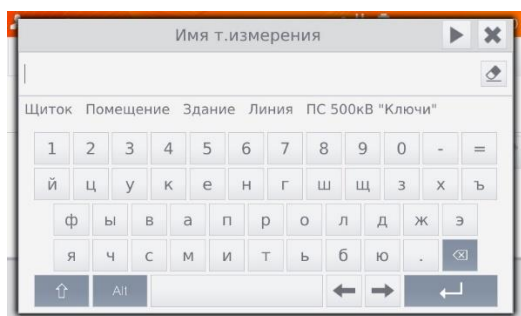 Имя т.измерения
Щиток Помещение Здание Линия ПС 500кВ "Ключи"
1 2 3 4 5 6 7 8 9 0 - =
й ц у к е н г ш щ з х ъ
ф ы в а п р о л д ж э
я ч с м и т ь б ю .
Alt